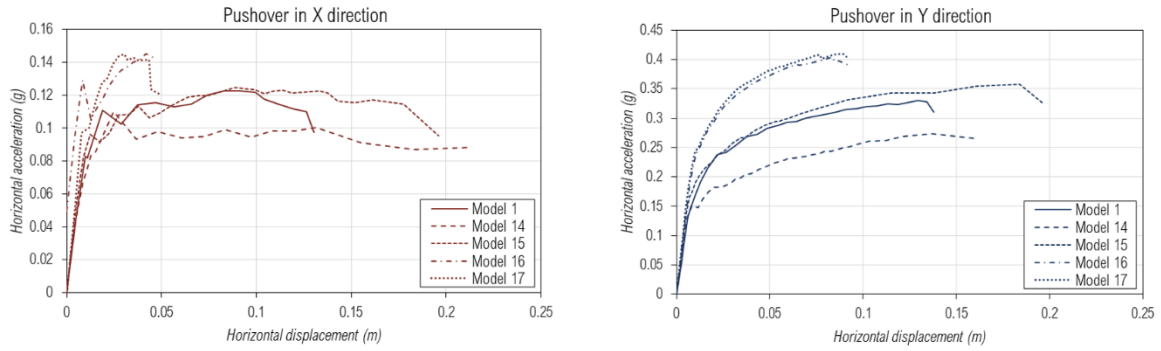 Pushover in X direction
0.16
0.14
0.12
0.1
0.08
0.06
0.04
0.02
0
Horizontal acceleration (g)
0
0.05
0.1
0.15
0.2
0.25
Horizontal displacement (m)
Model 1
Model 14
Model 15
Model 16
Model 17
Pushover in Y direction
0.45
0.4
0.35
0.3
0.25
0.2
0.15
0.5
0.15
0
Horizontal acceleration (g)
0
0.05
0.1
0.15
0.2
0.25
Horizontal displacement (m)
Model 1
Model 14
Model 15
Model 16
Model 17